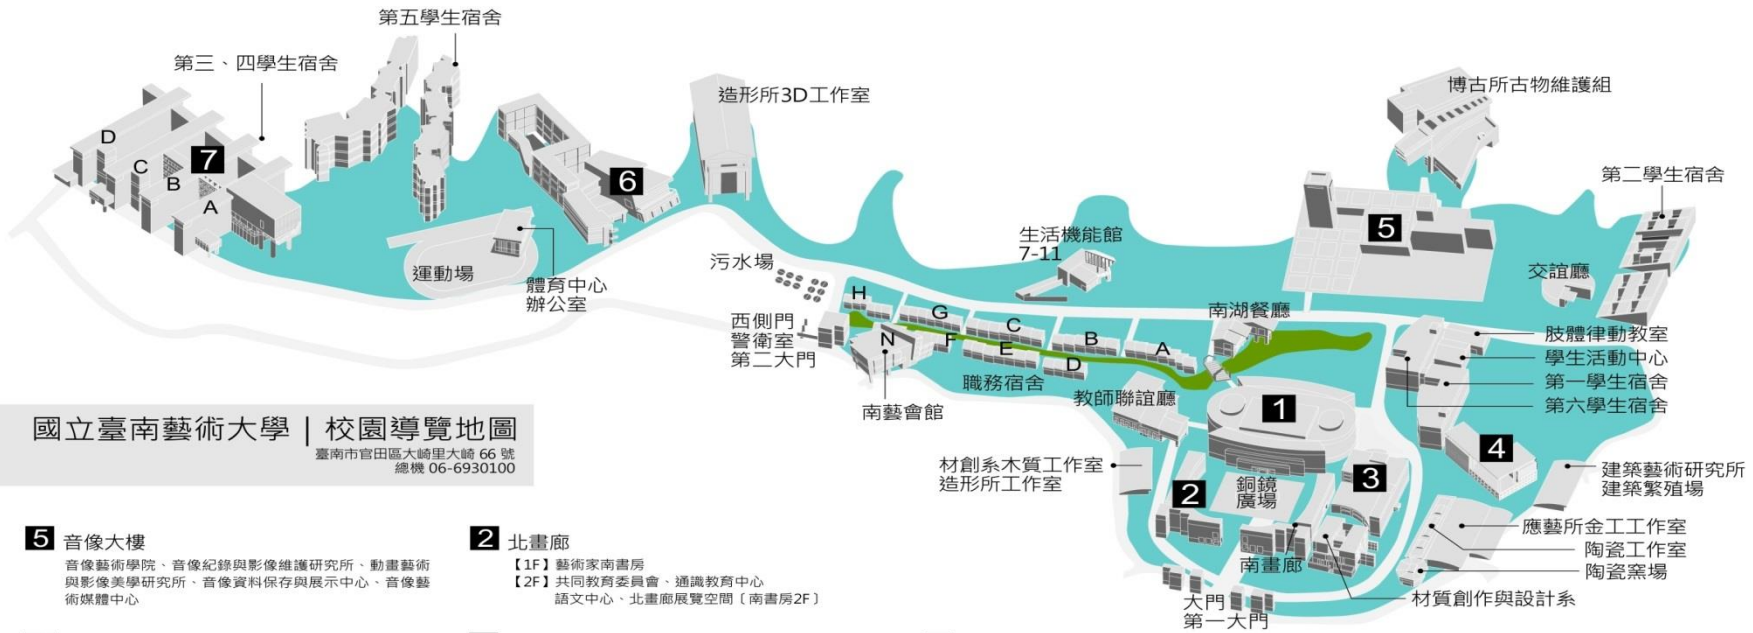 第五學生宿舍
第三、四學生宿舍
D
C
B
A
7
運動場
體育中心
辦公室
6
造形所3D工作室
污水場
西側門
警衛室
第二大門
H
G
C
B
A
N
F
E
D
職務宿舍
南藝會館
生活機能館
7-11
南湖餐廳
教師聯誼廳
博古所古物維護組
5
第二學生宿舍
交誼廳
肢體律動教室
學生活動中心
第一學生宿舍
第六學生宿舍
1
4
3
2
銅鏡
廣場
材創系木質工作室
造形所工作室
南畫廊
大門
第一大門
建築藝術研究所
建築繁殖場
應藝所金工工作室
陶瓷工作室
陶瓷窯場
材質創作與設計系
國立臺南藝術大學｜校園導覽地圖
臺南市官田區大崎里大崎 66 號
總機 06-6930100
5 音像大樓
音像藝術學院、音像紀錄與影像維護研究所、動畫藝術
與影像美學研究所、音像資料保存與展示中心、音像藝
術媒體中心
2 北畫廊
【1F】藝術家南書房
【2F】共同教育委員會、通識教育中心
語文中心、北畫廊展覽空間〔南書房2F〕